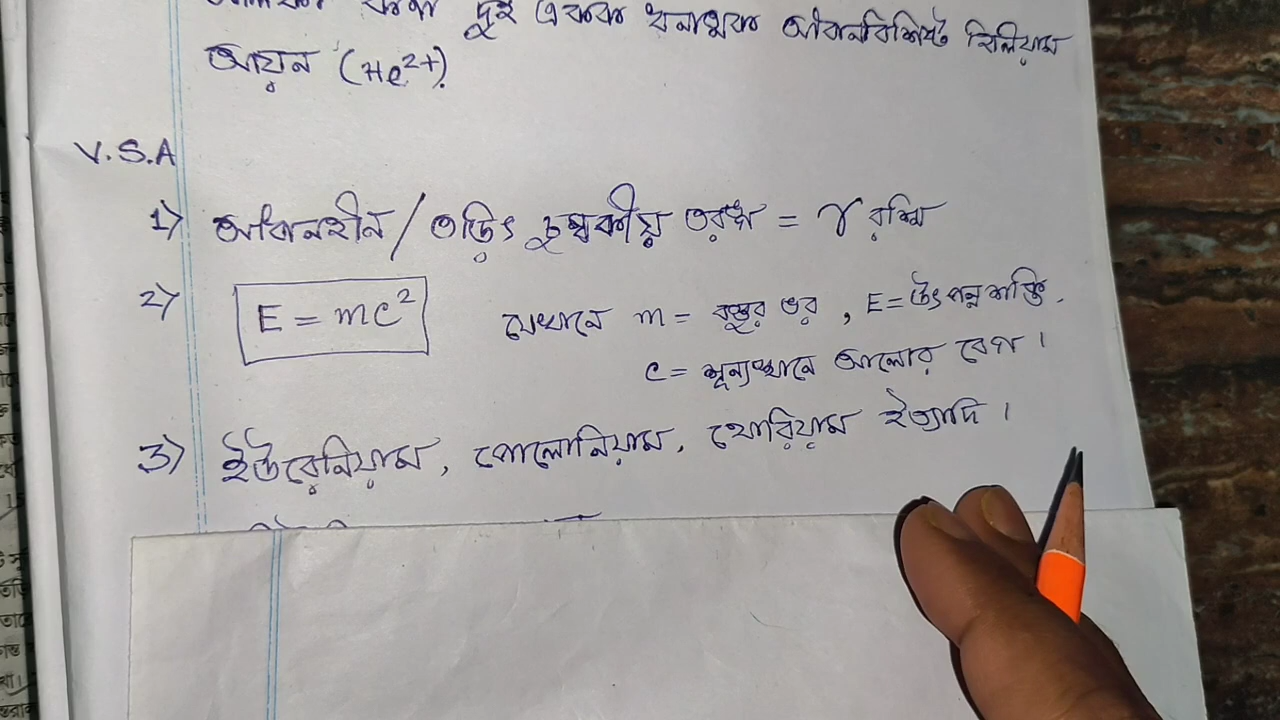 কণা দুই একক ধনাত্মক আধানবিশিষ্ট হিলিয়াম
আয়ন (He²⁺).
V.S.A
1) আধানহীন / তড়িৎ চুম্বকীয় তরঙ্গ = γ রশ্মি
2) E = mc² যেখানে m = বস্তুর ভর, E = উৎপন্ন শক্তি.
c = শূন্যস্থানে আলোর বেগ।
3) ইউরেনিয়াম, পোলোনিয়াম, থোরিয়াম ইত্যাদি।